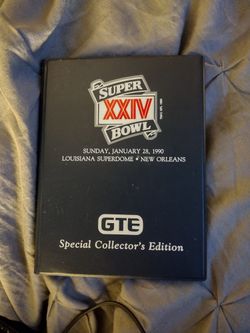 SUPER
XXIV
BOWL
SUNDAY, JANUARY 28, 1990
LOUISIANA SUPERDOME • NEW ORLEANS
GTE
Special Collector's Edition